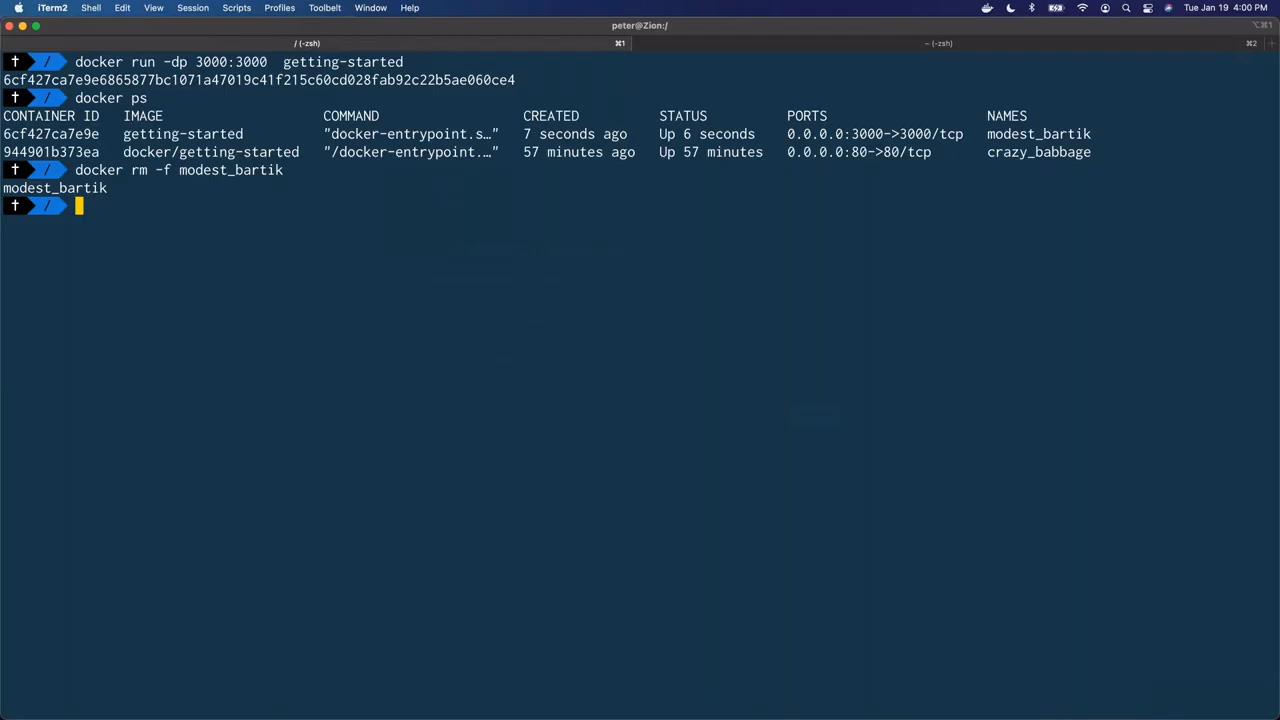 iTerm2 Shell Edit View Session Scripts Profiles Toolbelt Window Help Tue Jan 19 4:00 PM
peter@Zion:/ ⌥⌘1
/ (-zsh) ⌘1 ~ (-zsh) ⌘2
† / docker run -dp 3000:3000  getting-started
6cf427ca7e9e6865877bc1071a47019c41f215c60cd028fab92c22b5ae060ce4
† / docker ps
CONTAINER ID   IMAGE                    COMMAND                  CREATED          STATUS          PORTS                    NAMES
6cf427ca7e9e   getting-started          "docker-entrypoint.s…"   7 seconds ago    Up 6 seconds    0.0.0.0:3000->3000/tcp   modest_bartik
944901b373ea   docker/getting-started   "/docker-entrypoint.…"   57 minutes ago   Up 57 minutes   0.0.0.0:80->80/tcp       crazy_babbage
† / docker rm -f modest_bartik
modest_bartik
† /